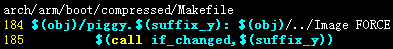 arch/arm/boot/compressed/Makefile
184 $(obj)/piggy.$(suffix_y): $(obj)/../Image FORCE
185 $(call if_changed,$(suffix_y))